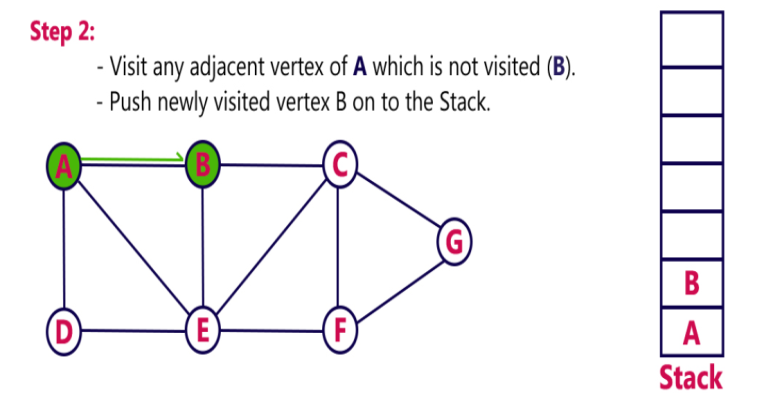 Step 2:
- Visit any adjacent vertex of A which is not visited (B).
- Push newly visited vertex B on to the Stack.
A
B
C
G
D
E
F
B
A
Stack